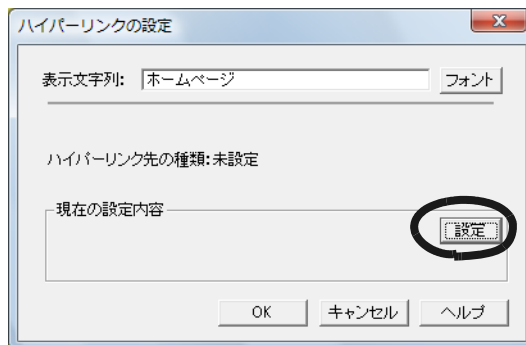 ハイパーリンクの設定
表示文字列: ホームページ フォント
ハイパーリンク先の種類:未設定
現在の設定内容
設定
OK キャンセル ヘルプ